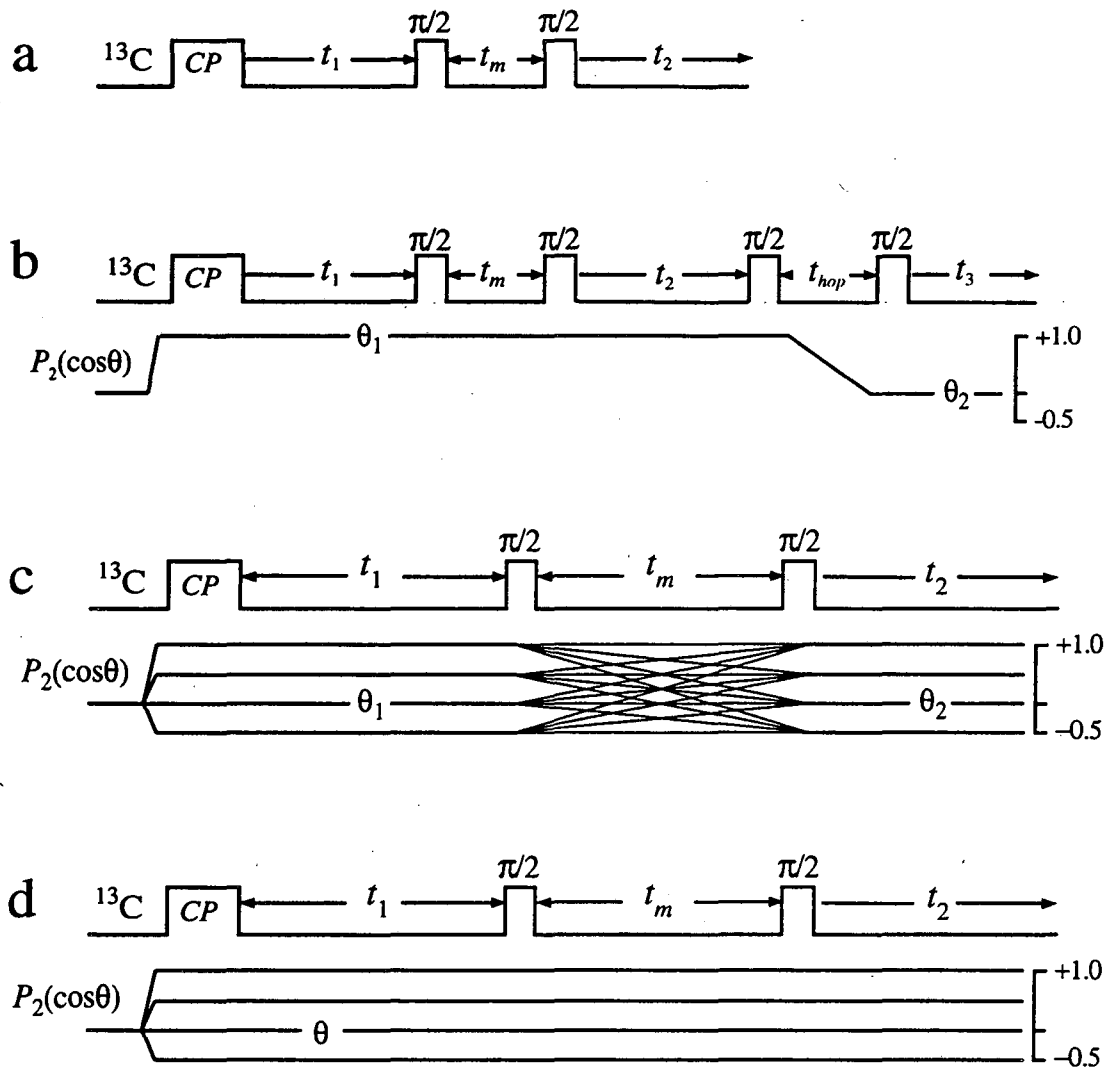 a
π/2 π/2
¹³C CP t₁ tₘ t₂
b
π/2 π/2 π/2 π/2
¹³C CP t₁ tₘ t₂ t_hop t₃
P₂(cosθ) θ₁ θ₂ +1.0
-0.5
c
π/2 π/2
¹³C CP t₁ tₘ t₂
P₂(cosθ) θ₁ θ₂ +1.0
–0.5
d
π/2 π/2
¹³C CP t₁ tₘ t₂
P₂(cosθ) θ +1.0
-0.5